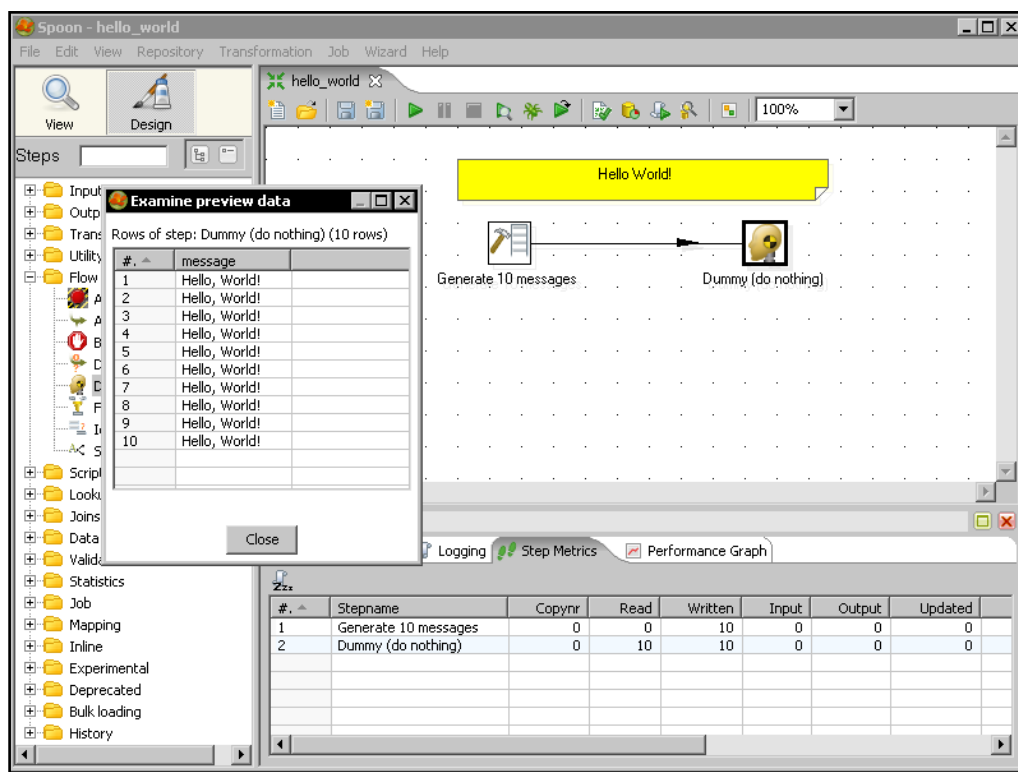 Spoon - hello_world
File Edit View Repository Transformation Job Wizard Help
View Design
Steps
hello_world
100%
Input
Flow
Statistics
Job
Mapping
Inline
Experimental
Deprecated
Bulk loading
History
Hello World!
Generate 10 messages
Dummy (do nothing)
Examine preview data
Rows of step: Dummy (do nothing) (10 rows)
#. message
1 Hello, World!
2 Hello, World!
3 Hello, World!
4 Hello, World!
5 Hello, World!
6 Hello, World!
7 Hello, World!
8 Hello, World!
9 Hello, World!
10 Hello, World!
Close
Logging Step Metrics Performance Graph
#. Stepname Copynr Read Written Input Output Updated
1 Generate 10 messages 0 0 10 0 0 0
2 Dummy (do nothing) 0 10 10 0 0 0